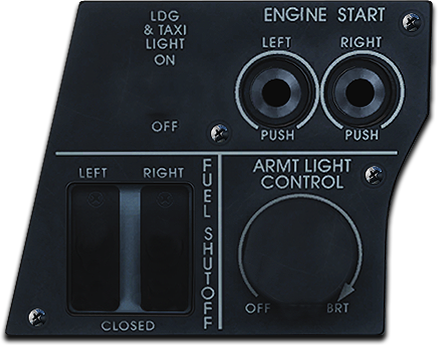 LDG
& TAXI
LIGHT
ON
OFF
ENGINE START
LEFT
RIGHT
PUSH
PUSH
LEFT
RIGHT
CLOSED
FUEL SHUTOFF
ARMT LIGHT
CONTROL
OFF
BRT